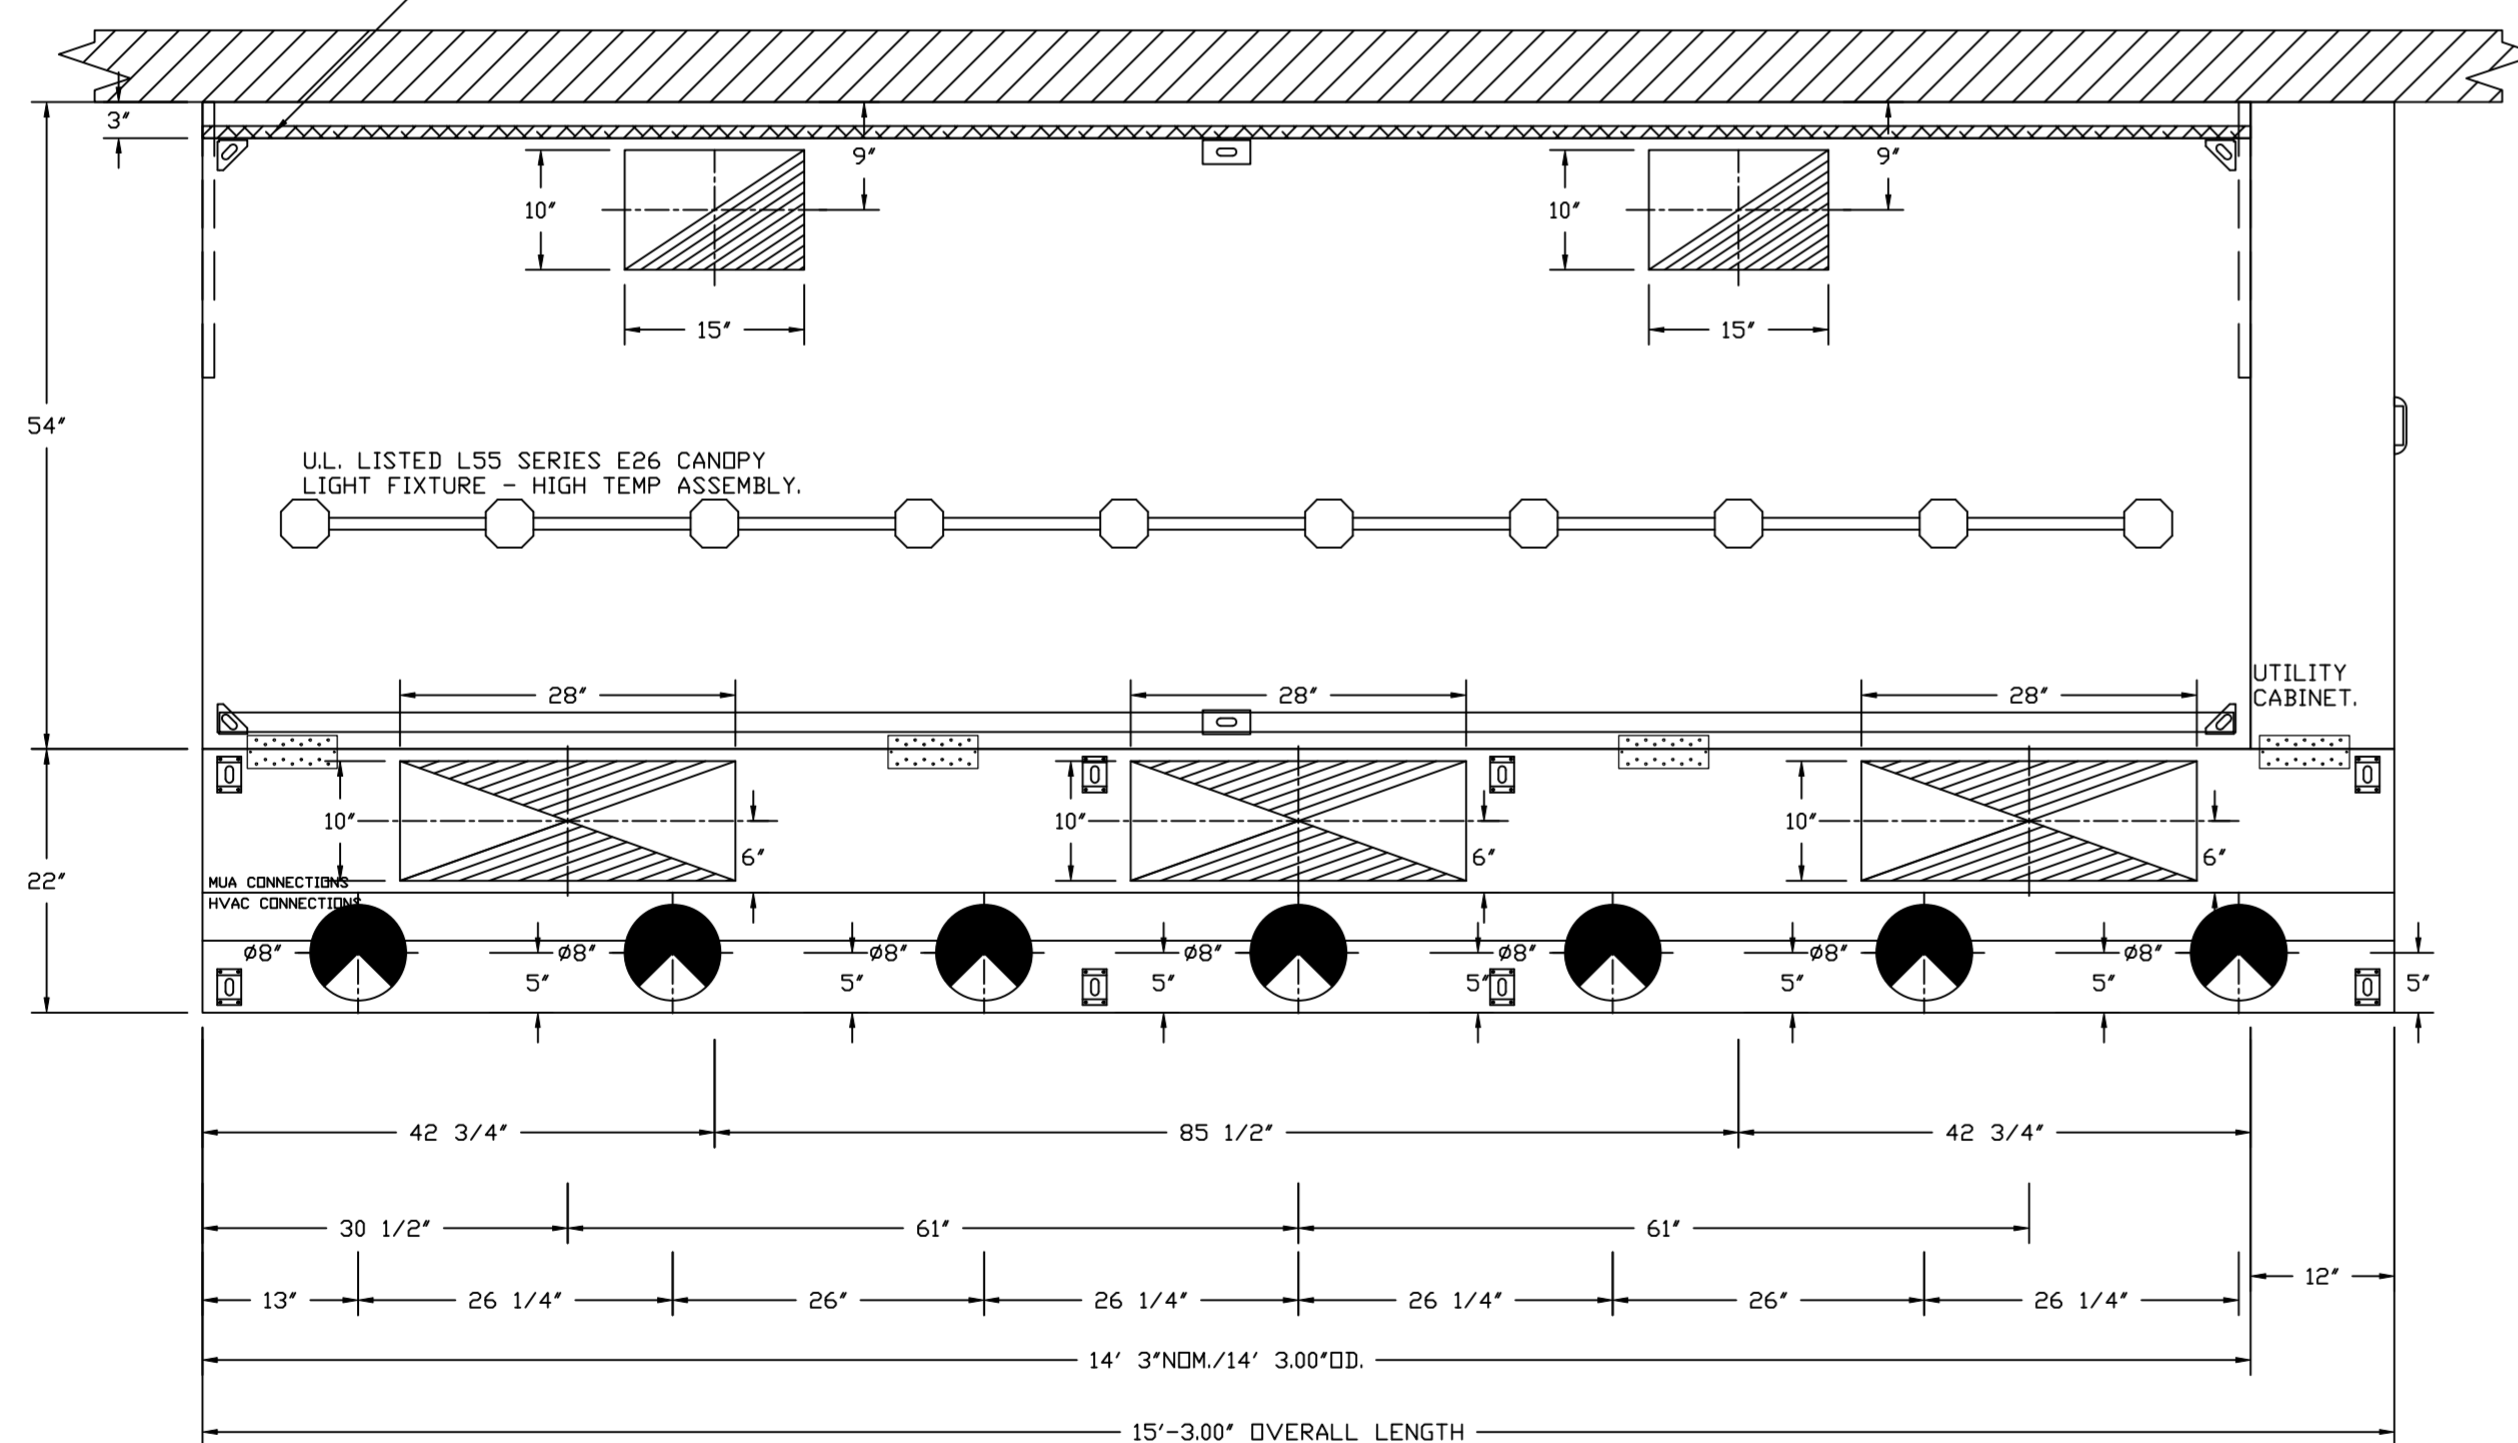 3"
9"
9"
10"
10"
15"
15"
54"
U.L. LISTED L55 SERIES E26 CANOPY
LIGHT FIXTURE - HIGH TEMP ASSEMBLY.
UTILITY
CABINET.
28"
28"
28"
10"
10"
10"
6"
6"
6"
22"
MUA CONNECTIONS
HVAC CONNECTIONS
ø8"
ø8"
ø8"
ø8"
ø8"
ø8"
ø8"
5"
5"
5"
5"
5"
5"
5"
42 3/4"
85 1/2"
42 3/4"
30 1/2"
61"
61"
12"
13"
26 1/4"
26"
26 1/4"
26 1/4"
26"
26 1/4"
14' 3"NOM./14' 3.00"OD.
15'-3.00" OVERALL LENGTH